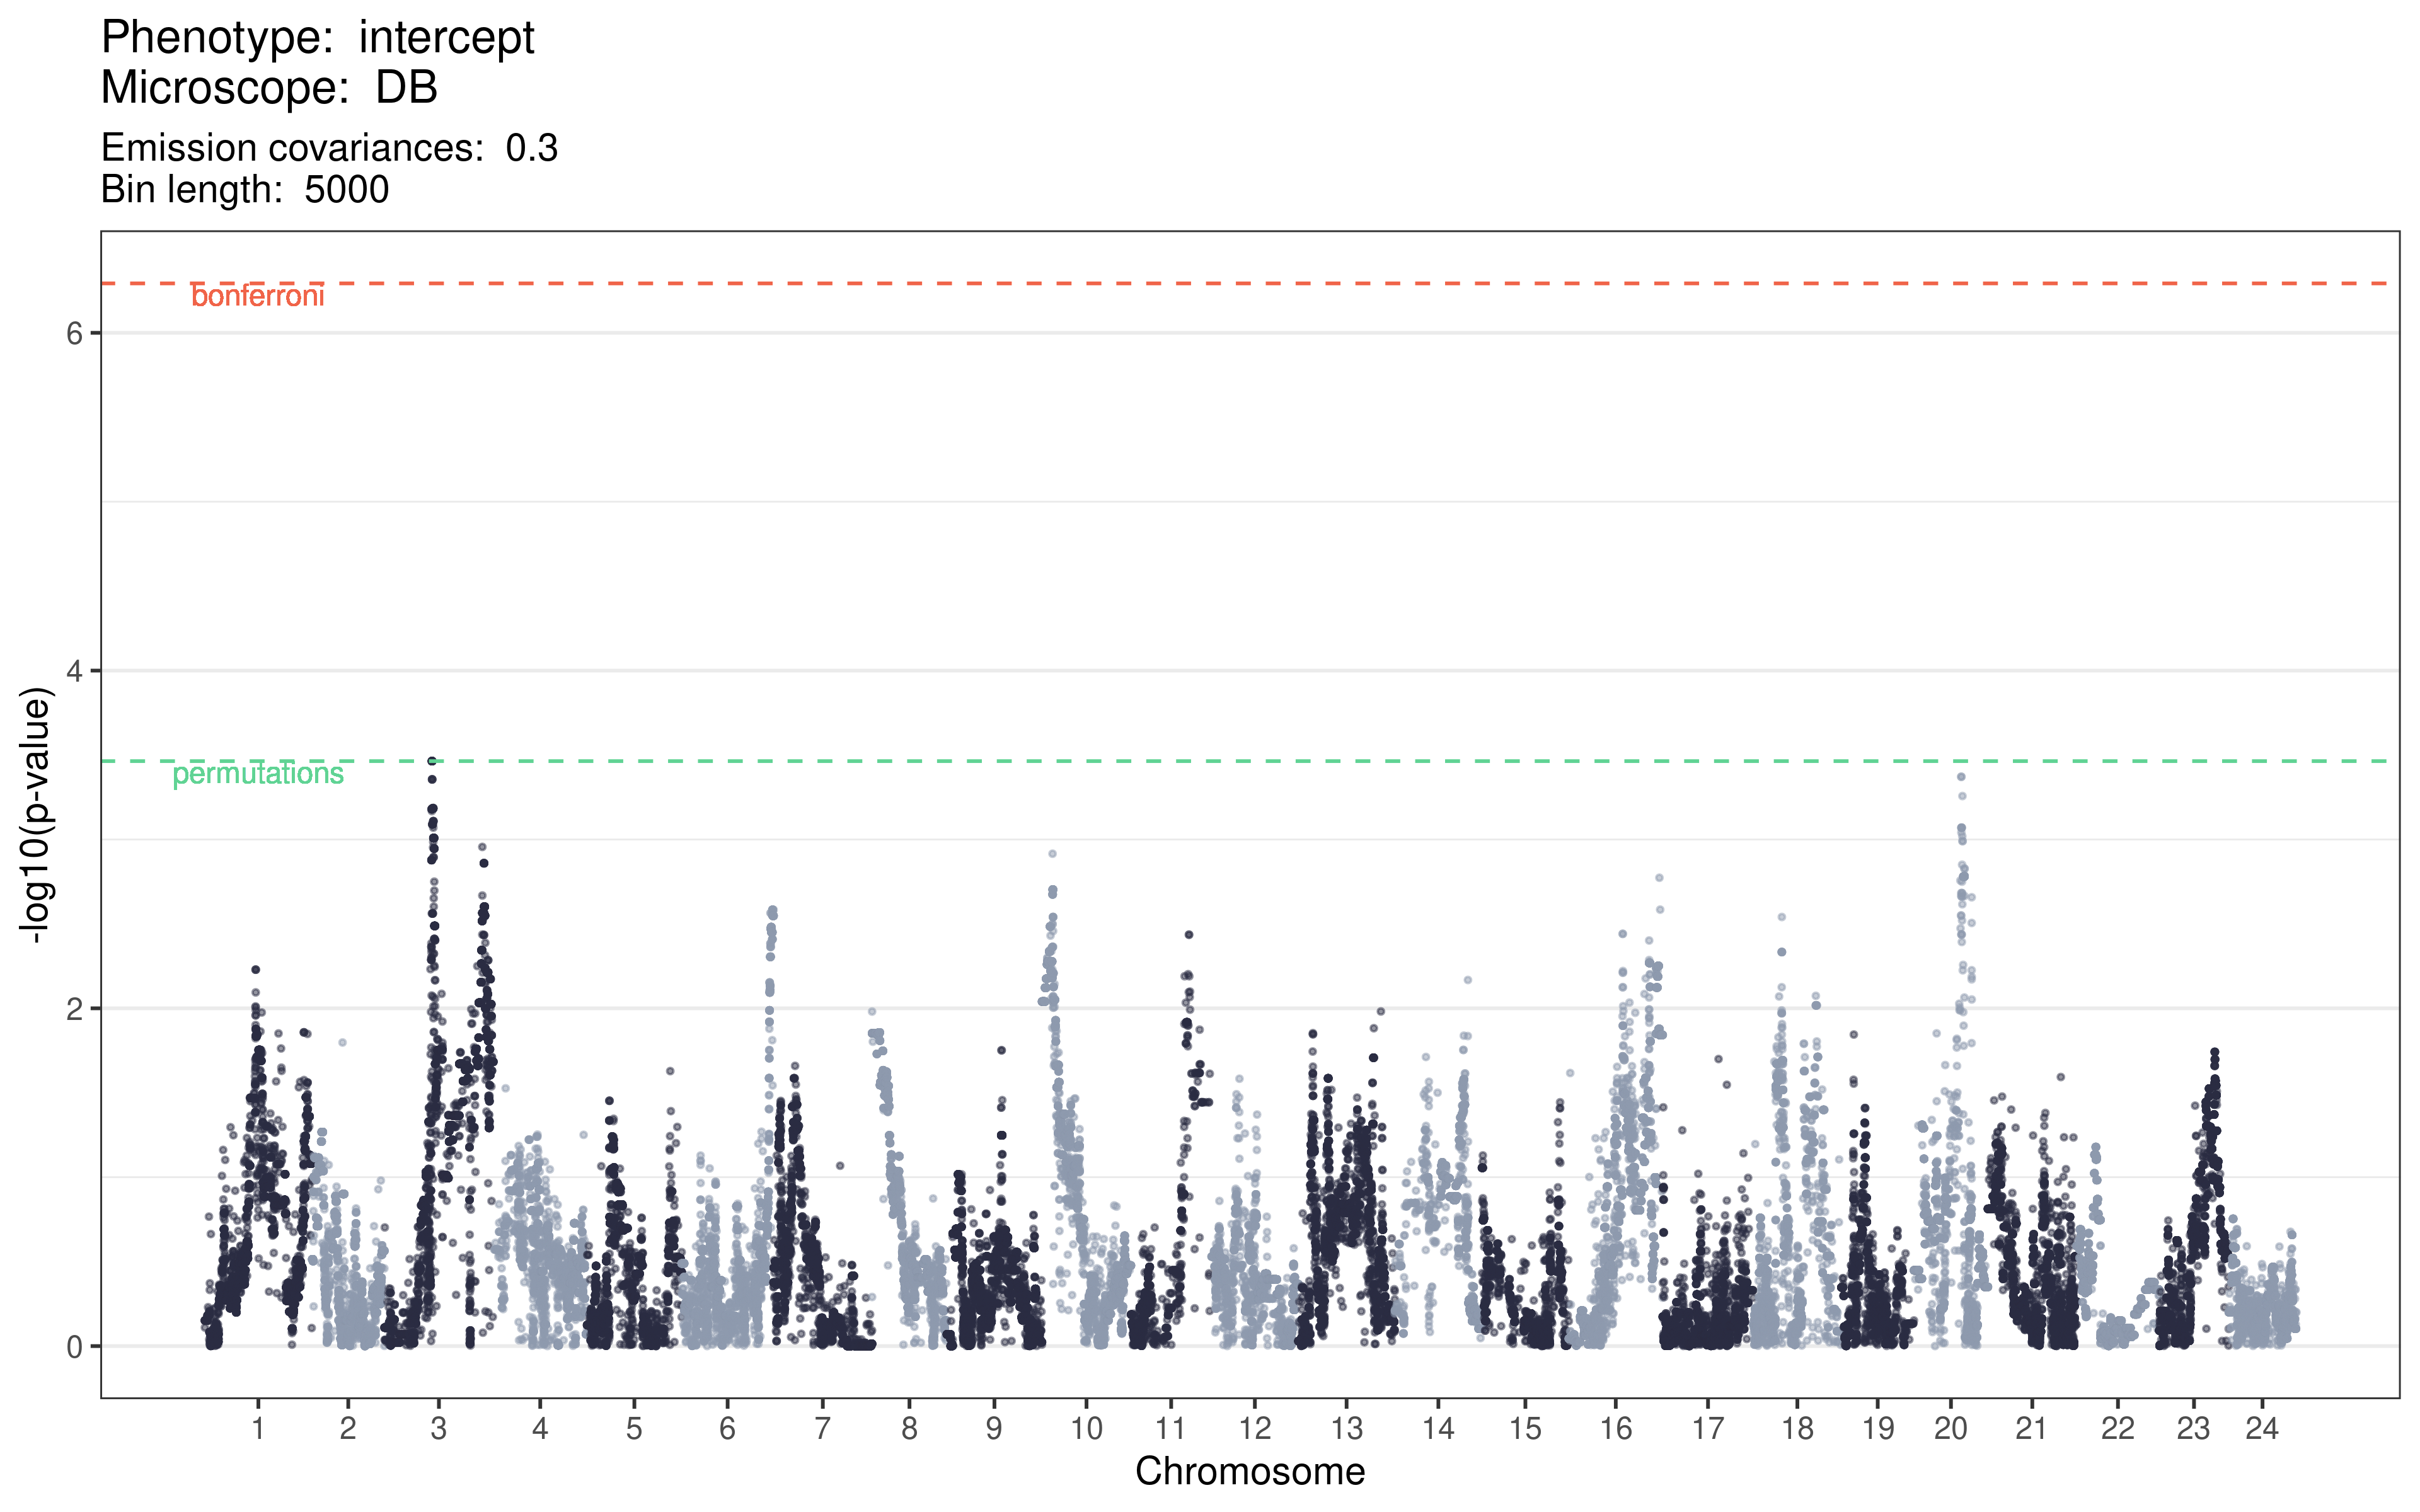 Phenotype: intercept
Microscope: DB
Emission covariances: 0.3
Bin length: 5000
bonferroni
6
4
permutations
2
0
-log10(p-value)
1 2 3 4 5 6 7 8 9 10 11 12 13 14 15 16 17 18 19 20 21 22 23 24
Chromosome